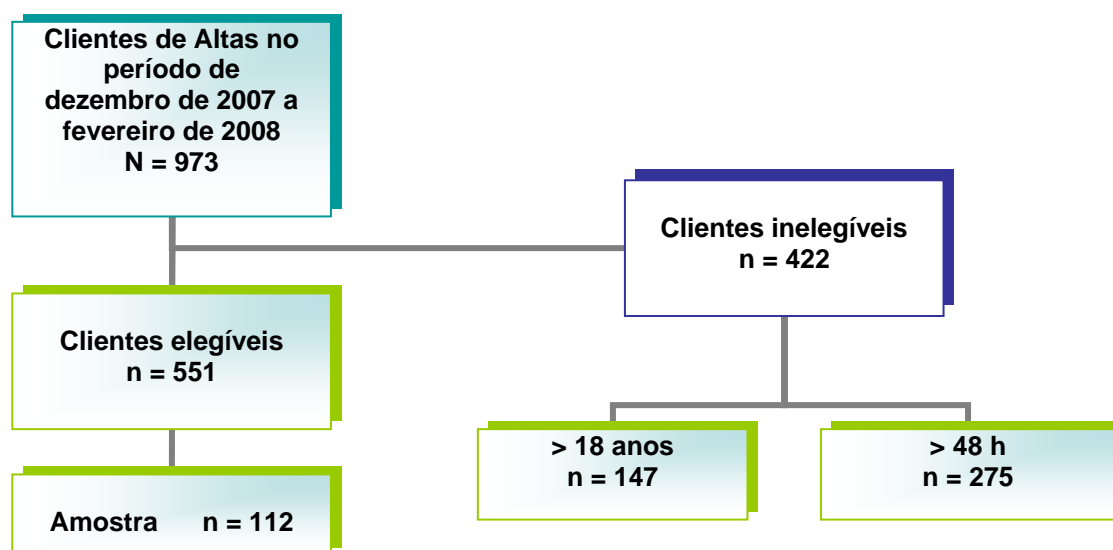 Clientes de Altas no
período de
dezembro de 2007 a
fevereiro de 2008
N = 973
Clientes inelegíveis
n = 422
Clientes elegíveis
n = 551
> 18 anos
n = 147
> 48 h
n = 275
Amostra n = 112